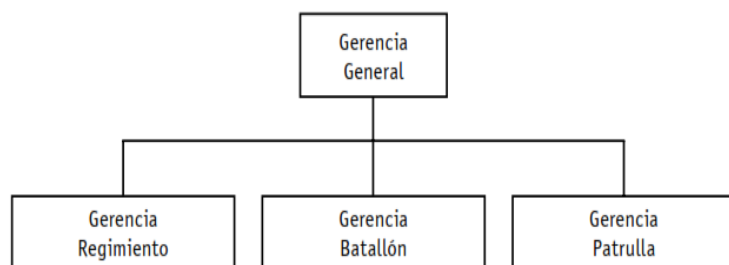 Gerencia
General
Gerencia
Regimiento
Gerencia
Batallón
Gerencia
Patrulla